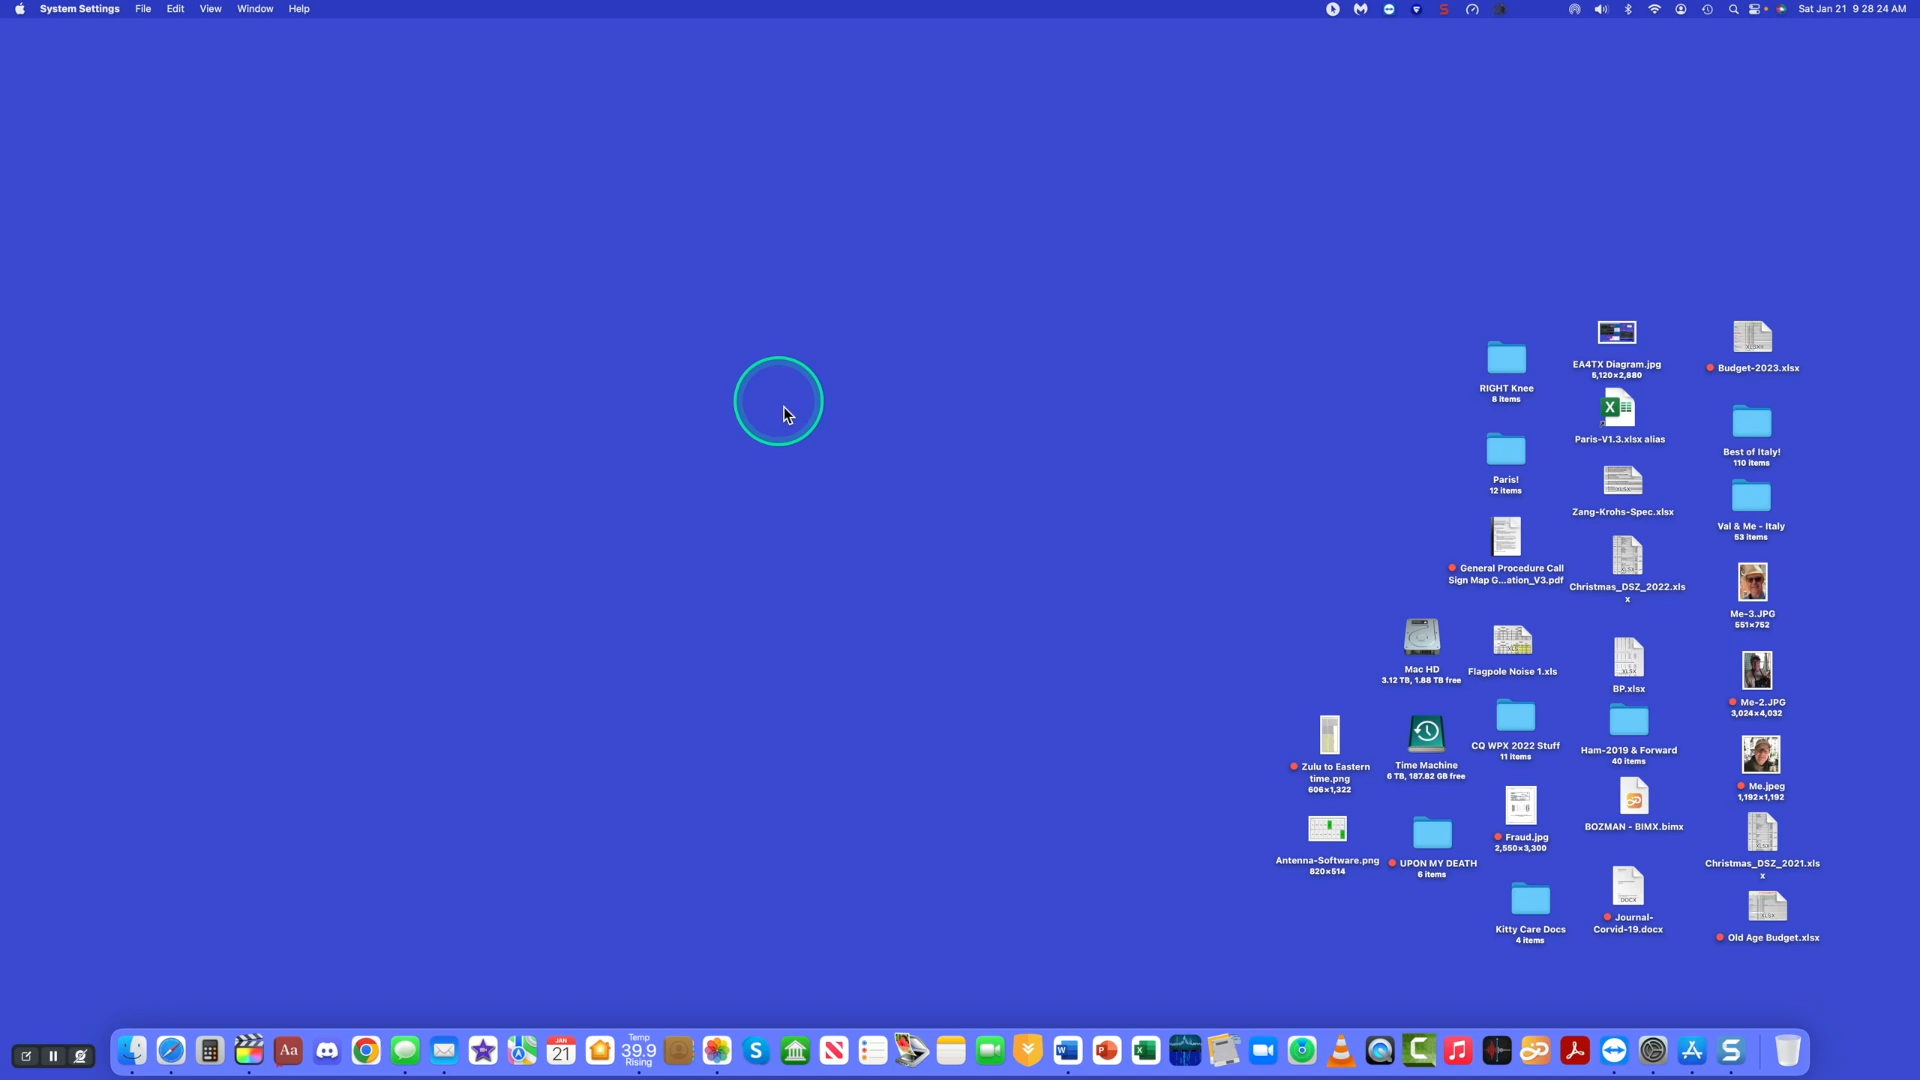 System Settings File Edit View Window Help
Sat Jan 21 9 28 24 AM
EA4TX Diagram.jpg
5,120×2,880
Budget-2023.xlsx
RIGHT Knee
8 items
Paris-V1.3.xlsx alias
Best of Italy!
110 items
Paris!
12 items
Zang-Krohs-Spec.xlsx
Val & Me - Italy
53 items
General Procedure Call
Sign Map G...ation_V3.pdf
Christmas_DSZ_2022.xls
x
Me-3.JPG
551×752
Mac HD
3.12 TB, 1.88 TB free
Flagpole Noise 1.xls
BP.xlsx
Me-2.JPG
3,024×4,032
Zulu to Eastern
time.png
606×1,322
Time Machine
6 TB, 187.82 GB free
CQ WPX 2022 Stuff
11 items
Ham-2019 & Forward
40 items
Me.jpeg
1,192×1,192
Fraud.jpg
2,550×3,300
BOZMAN - BIMX.bimx
Antenna-Software.png
820×514
UPON MY DEATH
6 items
Christmas_DSZ_2021.xls
x
Kitty Care Docs
4 items
DOCX
Journal-
Corvid-19.docx
XLSX
Old Age Budget.xlsx
Aa
JAN
21
Temp
39.9
Rising